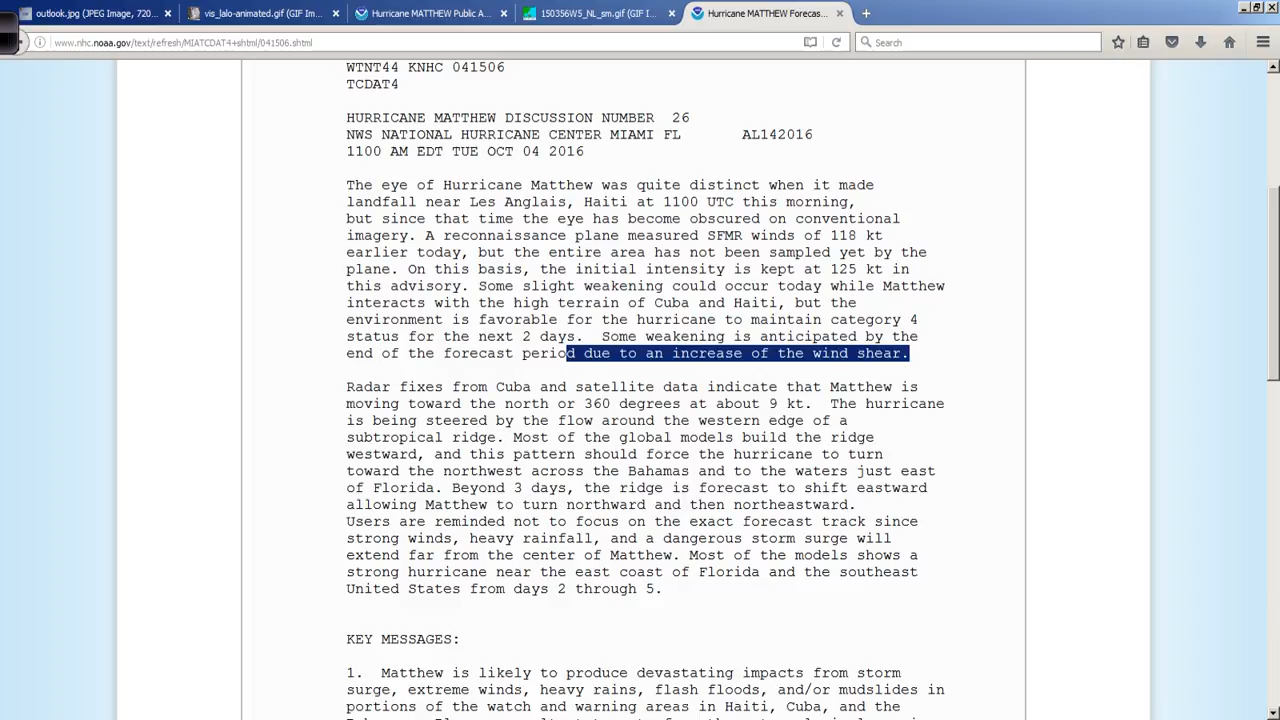 outlook.jpg (JPEG Image, 720...
vis_lalo-animated.gif (GIF Im...
Hurricane MATTHEW Public A...
150356W5_NL_sm.gif (GIF I...
Hurricane MATTHEW Forecas...
www.nhc.noaa.gov/text/refresh/MIATCDAT4+shtml/041506.shtml
Search
WTNT44 KNHC 041506
TCDAT4
HURRICANE MATTHEW DISCUSSION NUMBER  26
NWS NATIONAL HURRICANE CENTER MIAMI FL       AL142016
1100 AM EDT TUE OCT 04 2016
The eye of Hurricane Matthew was quite distinct when it made
landfall near Les Anglais, Haiti at 1100 UTC this morning,
but since that time the eye has become obscured on conventional
imagery. A reconnaissance plane measured SFMR winds of 118 kt
earlier today, but the entire area has not been sampled yet by the
plane. On this basis, the initial intensity is kept at 125 kt in
this advisory. Some slight weakening could occur today while Matthew
interacts with the high terrain of Cuba and Haiti, but the
environment is favorable for the hurricane to maintain category 4
status for the next 2 days.  Some weakening is anticipated by the
end of the forecast period due to an increase of the wind shear.
Radar fixes from Cuba and satellite data indicate that Matthew is
moving toward the north or 360 degrees at about 9 kt.  The hurricane
is being steered by the flow around the western edge of a
subtropical ridge. Most of the global models build the ridge
westward, and this pattern should force the hurricane to turn
toward the northwest across the Bahamas and to the waters just east
of Florida. Beyond 3 days, the ridge is forecast to shift eastward
allowing Matthew to turn northward and then northeastward.
Users are reminded not to focus on the exact forecast track since
strong winds, heavy rainfall, and a dangerous storm surge will
extend far from the center of Matthew. Most of the models shows a
strong hurricane near the east coast of Florida and the southeast
United States from days 2 through 5.
KEY MESSAGES:
1.  Matthew is likely to produce devastating impacts from storm
surge, extreme winds, heavy rains, flash floods, and/or mudslides in
portions of the watch and warning areas in Haiti, Cuba, and the